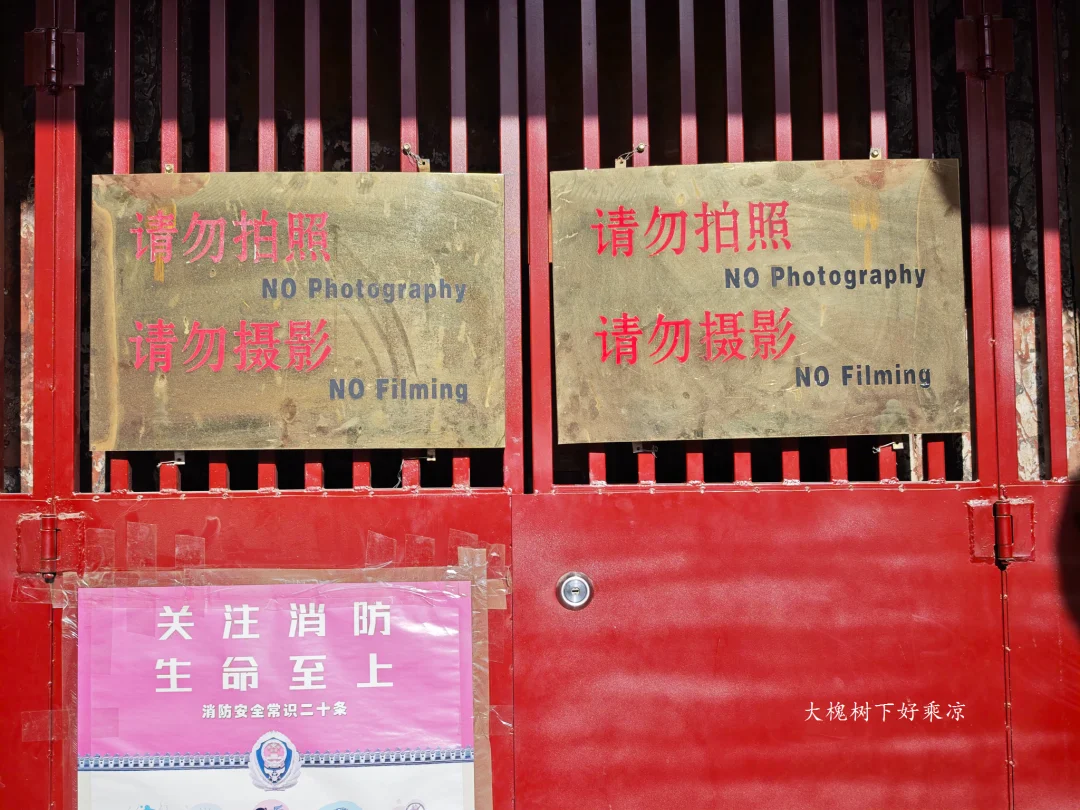 请勿拍照
NO Photography
请勿摄影
NO Filming
请勿拍照
NO Photography
请勿摄影
NO Filming
关注消防
生命至上
消防安全常识二十条
大槐树下好乘凉